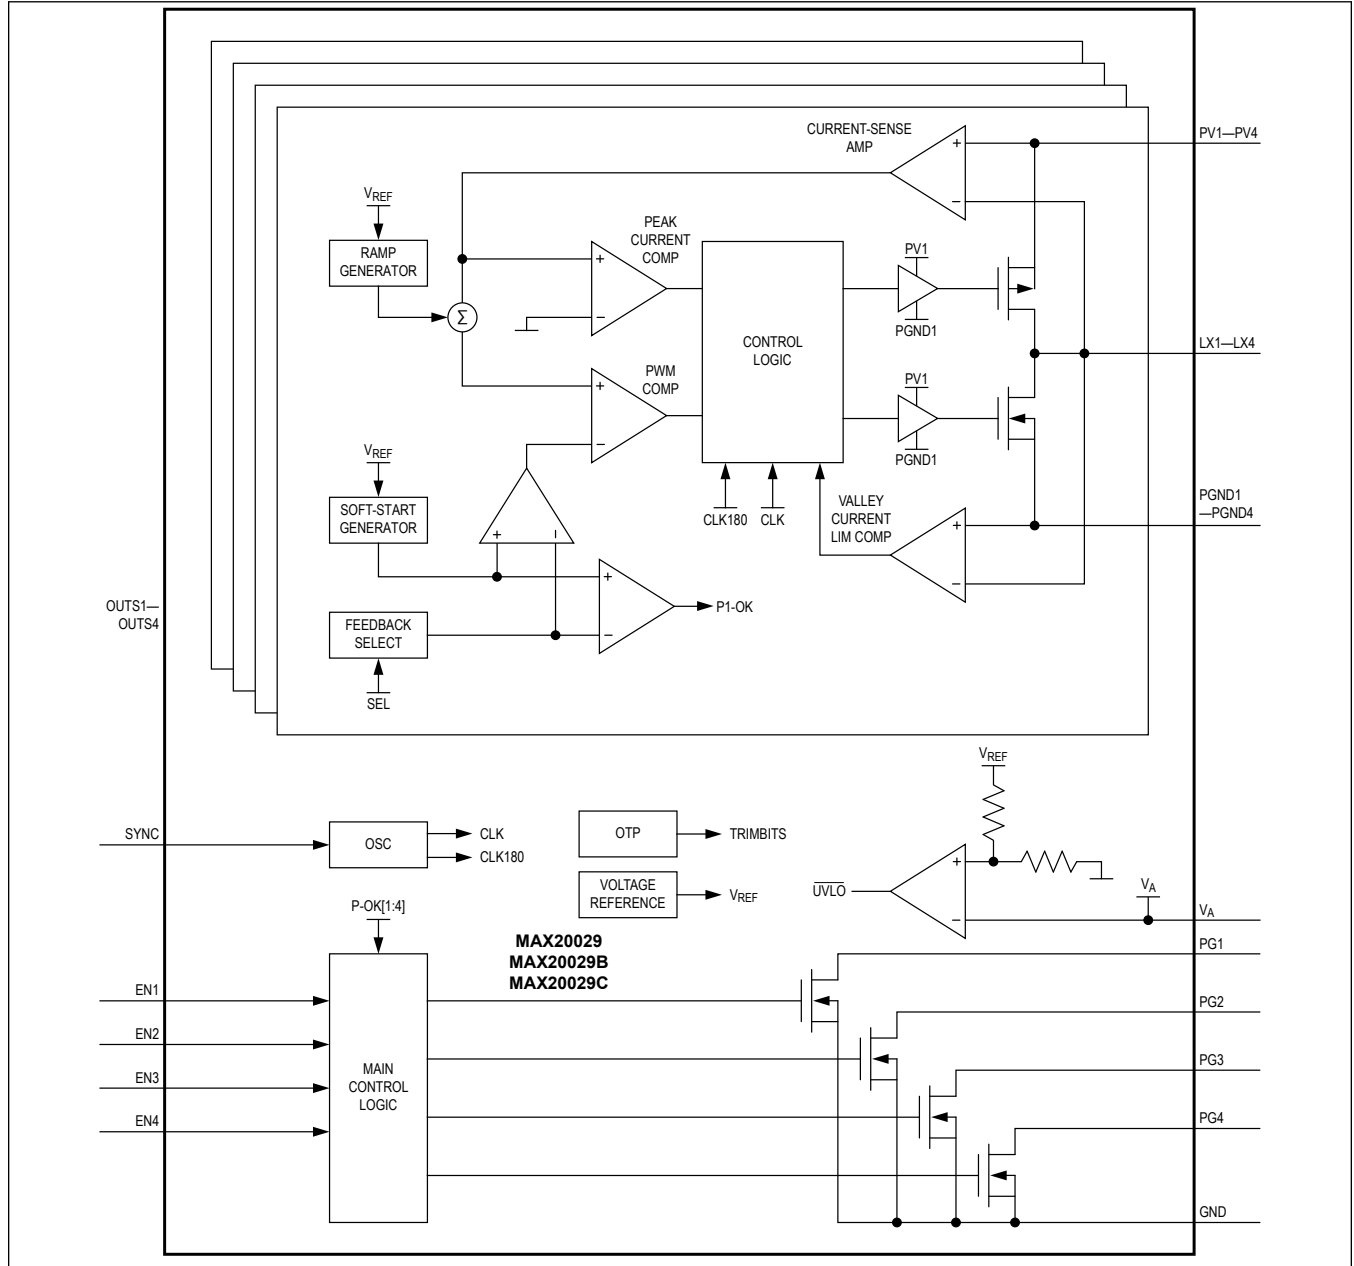 CURRENT-SENSE
AMP
PV1—PV4
VREF
RAMP
GENERATOR
PEAK
CURRENT
COMP
+
−
Σ
+
−
CONTROL
LOGIC
PV1
PGND1
LX1—LX4
PWM
COMP
+
−
PV1
PGND1
VREF
SOFT-START
GENERATOR
+
−
CLK180
CLK
VALLEY
CURRENT
LIM COMP
+
−
PGND1
—PGND4
OUTS1—
OUTS4
FEEDBACK
SELECT
SEL
+
−
P1-OK
VREF
SYNC
OSC
CLK
CLK180
OTP
TRIMBITS
VOLTAGE
REFERENCE
VREF
UVLO
+
−
VA
VA
P-OK[1:4]
MAX20029
MAX20029B
MAX20029C
PG1
EN1
EN2
EN3
EN4
MAIN
CONTROL
LOGIC
PG2
PG3
PG4
GND